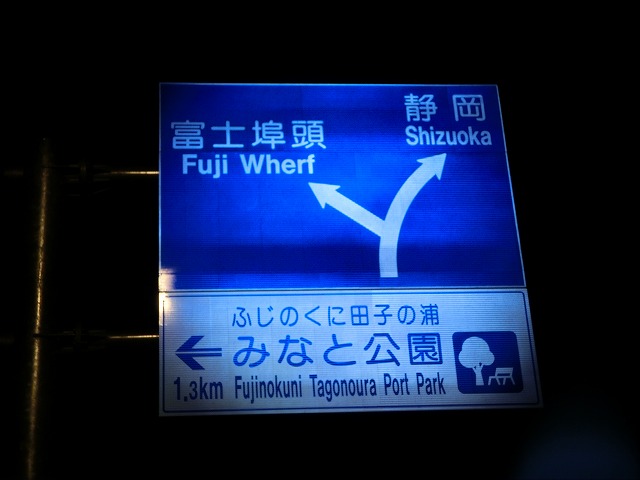 静岡
Shizuoka
富士埠頭
Fuji Wherf
ふじのくに田子の浦
みなと公園
1.3km Fujinokuni Tagonoura Port Park